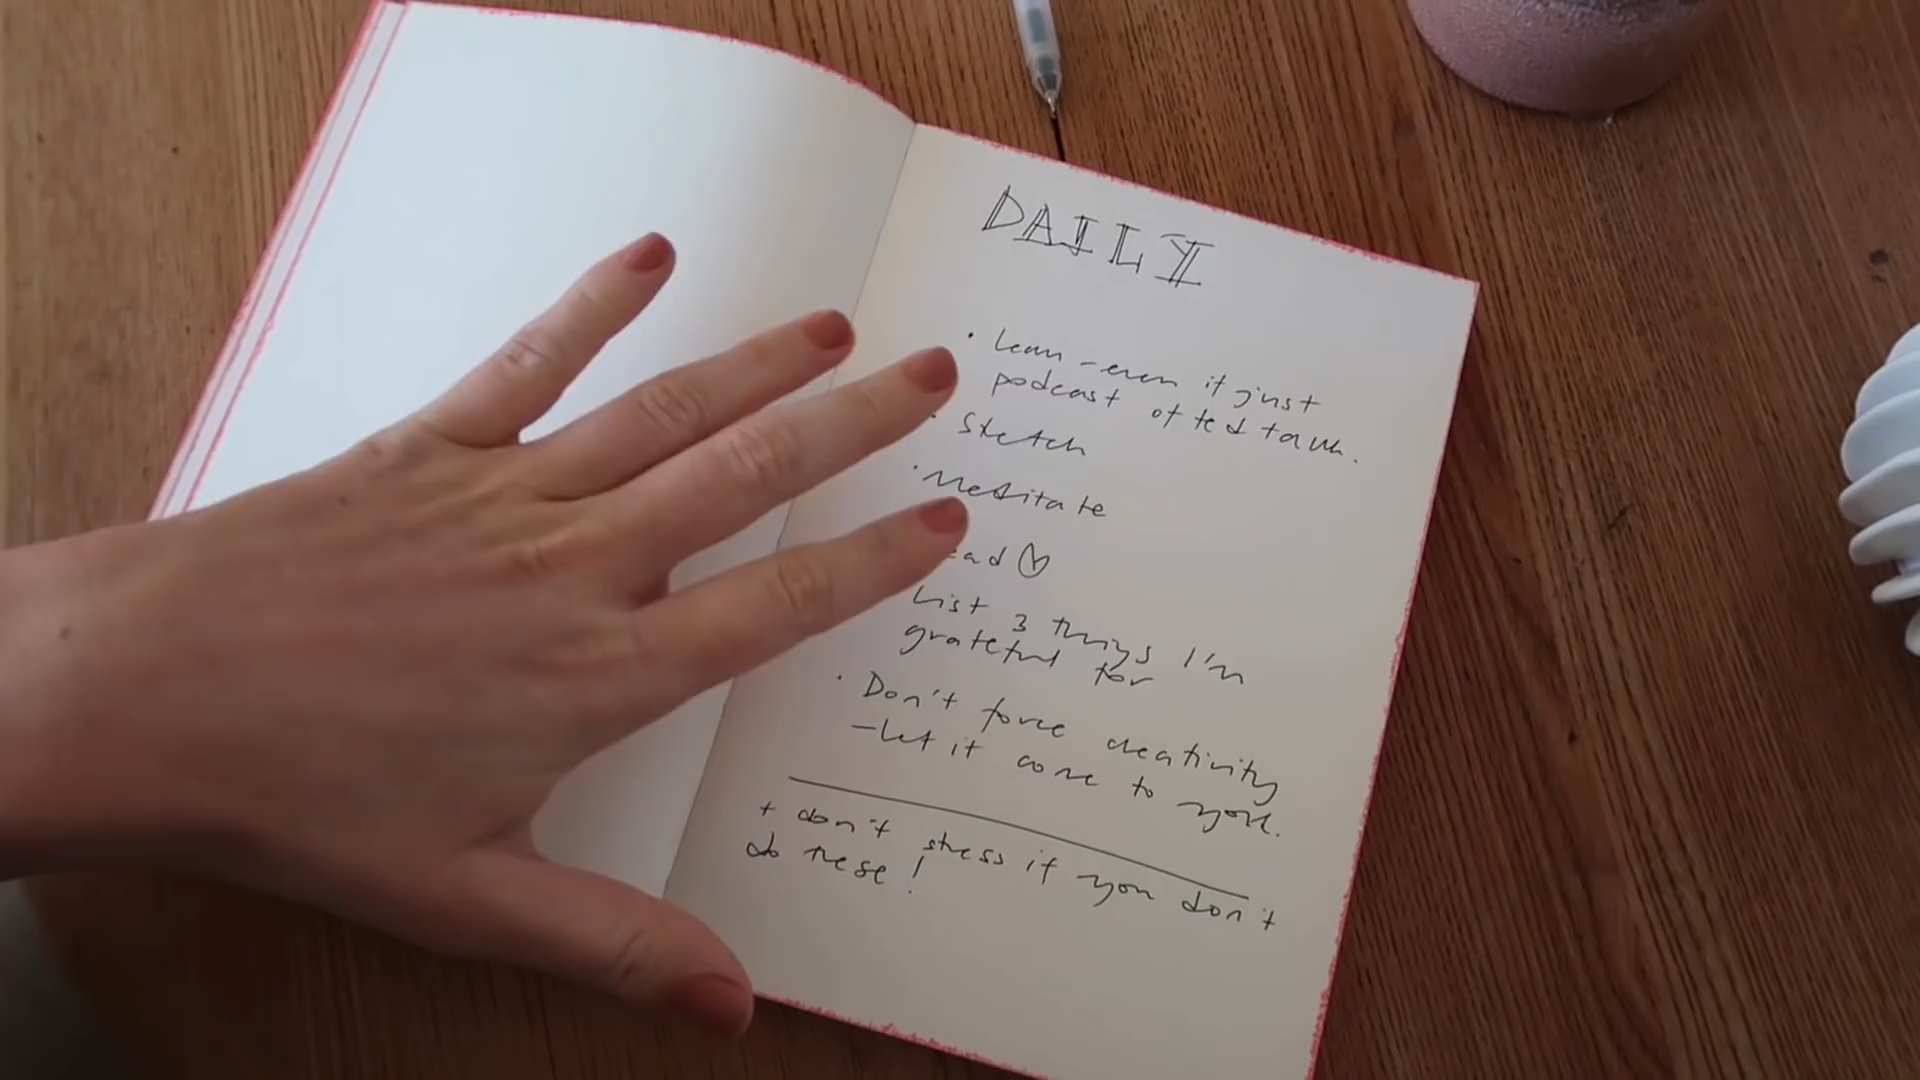 DAILY
• Learn - even if just
podcast of ted talk.
• Sketch
• Meditate
ead
List 3 things I'm
grateful for
• Don't force creativity
- let it come to you.
+ don't stress if you don't
do these!